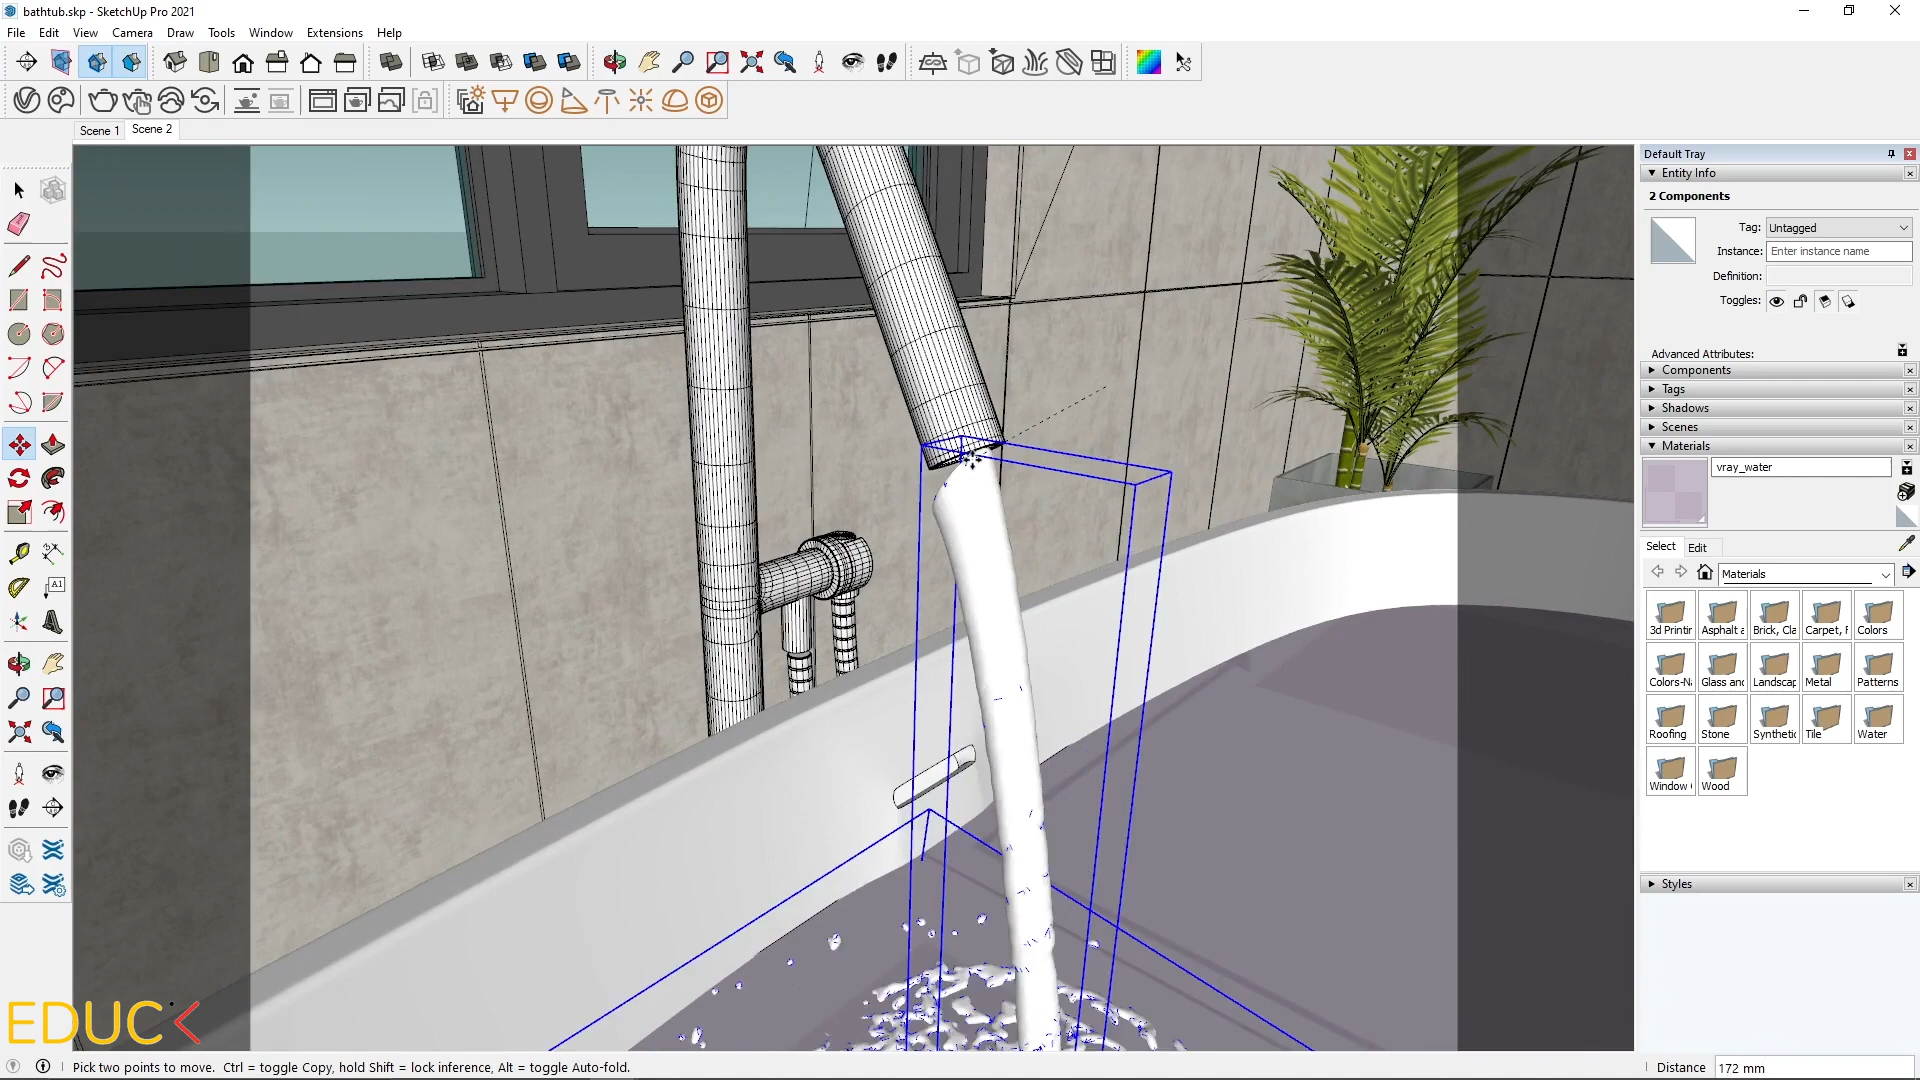 bathtub.skp - SketchUp Pro 2021
File Edit View Camera Draw Tools Window Extensions Help
Scene 1 Scene 2
Default Tray
Entity Info
2 Components
Tag: Untagged
Instance: Enter instance name
Definition:
Toggles:
Advanced Attributes:
Components
Tags
Shadows
Scenes
Materials
vray_water
Select Edit
Materials
3d Printir Asphalt a Brick, Cla Carpet, F Colors
Colors-Na Glass and Landscap Metal Patterns
Roofing Stone Synthetic Tile Water
Window Wood
Styles
A1
EDUC
Pick two points to move. Ctrl = toggle Copy, hold Shift = lock inference, Alt = toggle Auto-fold.
Distance 172 mm